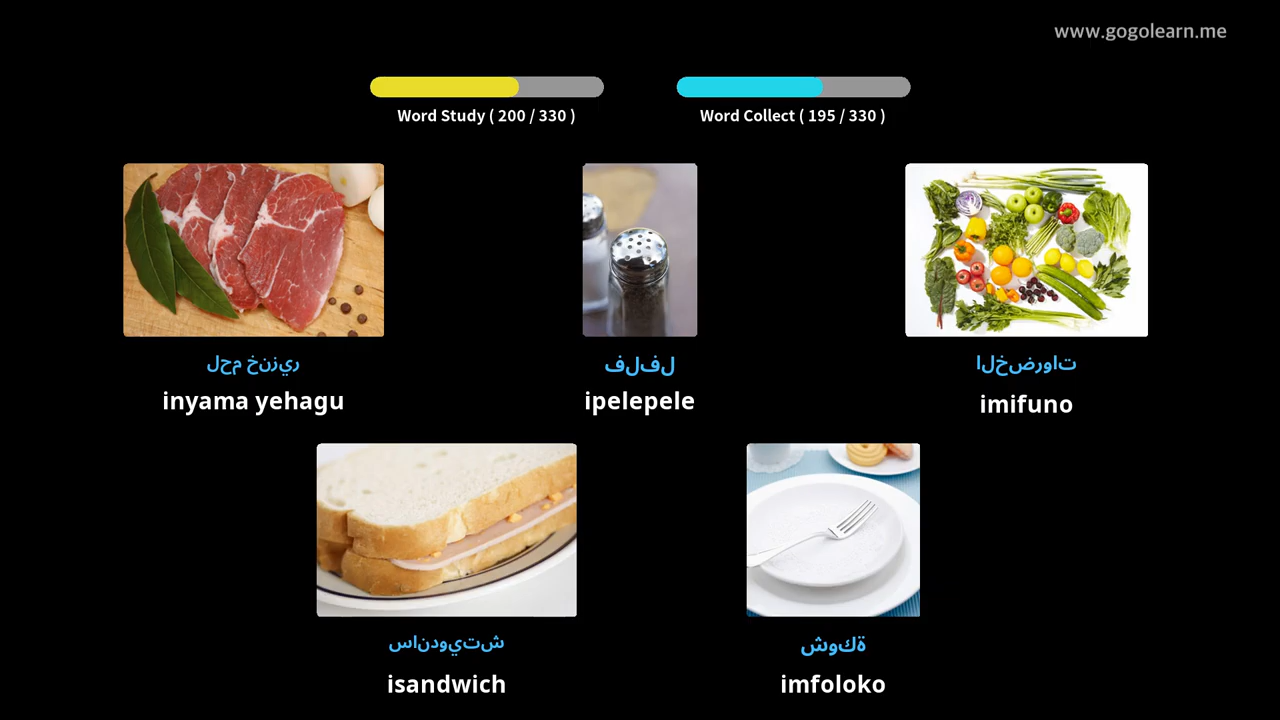 www.gogolearn.me
Word Study ( 200 / 330 )
Word Collect ( 195 / 330 )
لحم خنزير
inyama yehagu
فلفل
ipelepele
الخضروات
imifuno
ساندويتش
isandwich
شوكة
imfoloko